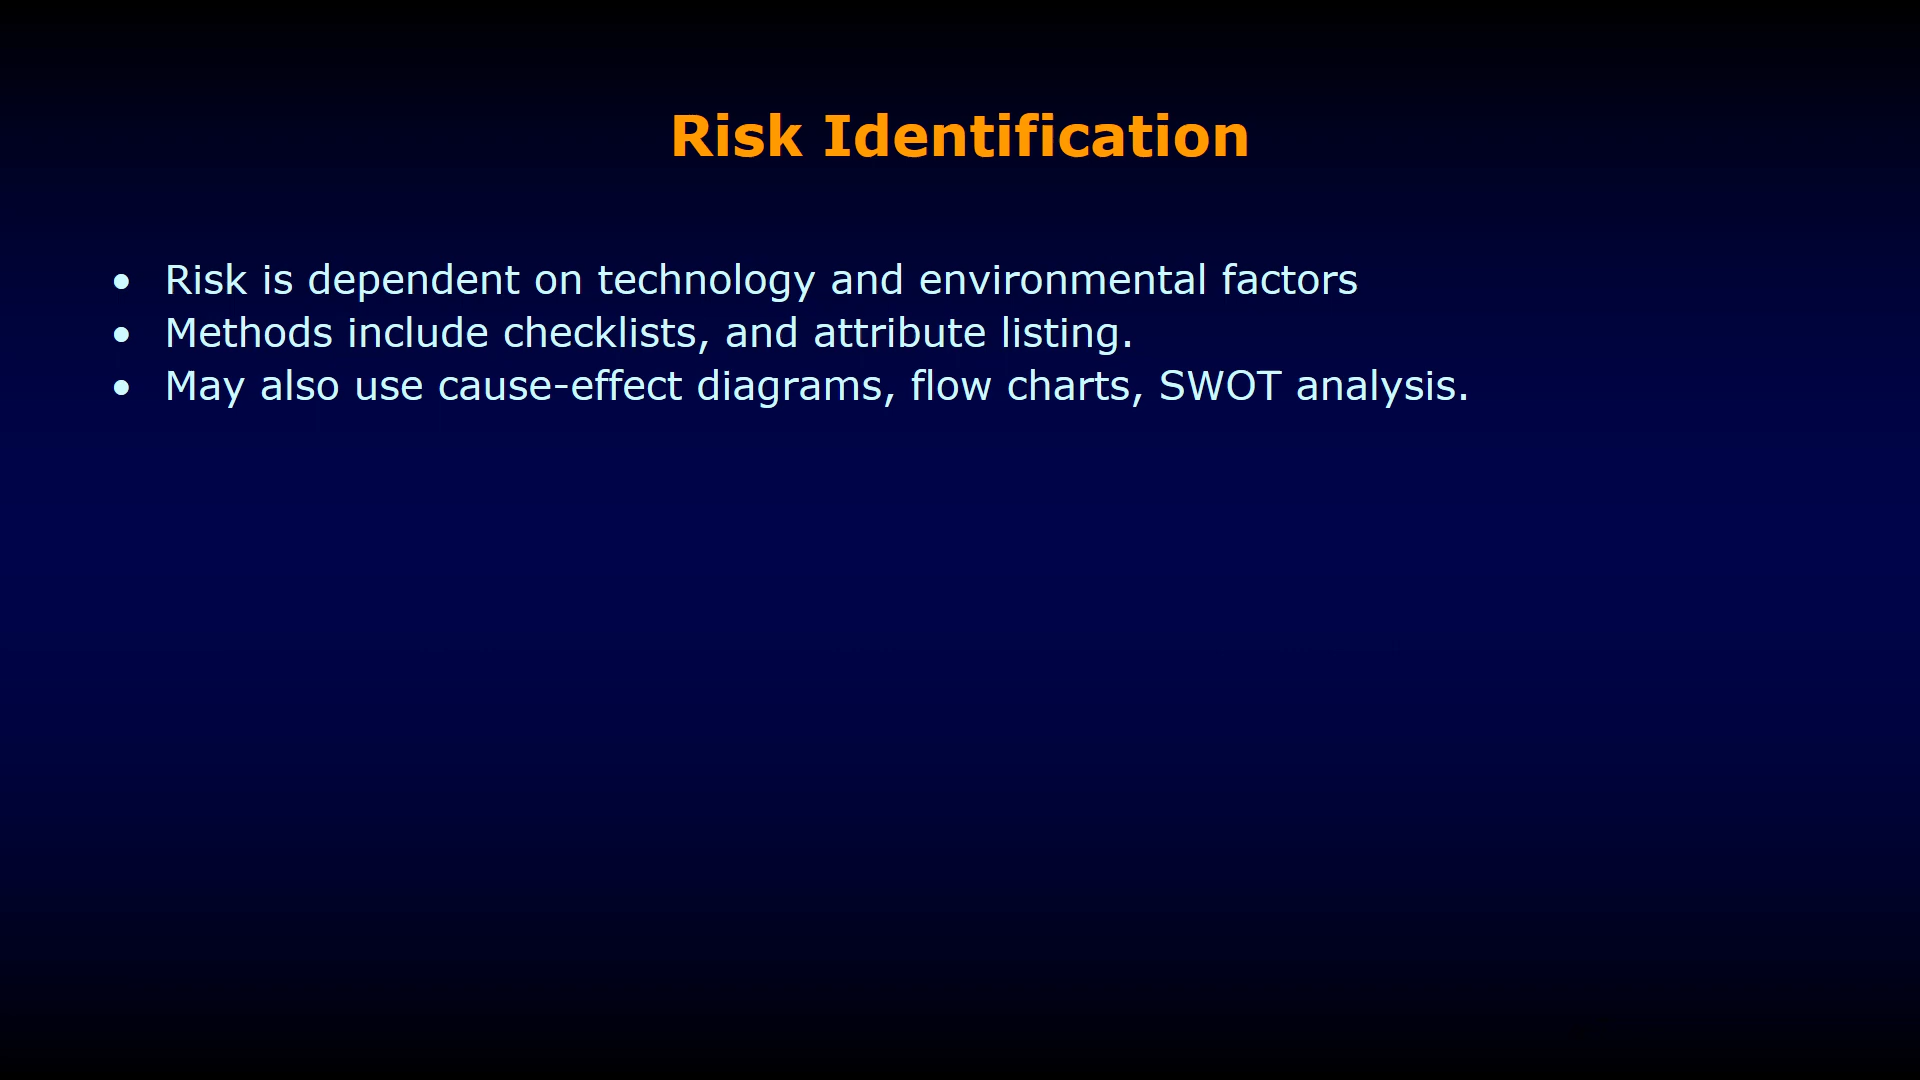 Risk Identification
• Risk is dependent on technology and environmental factors
• Methods include checklists, and attribute listing.
• May also use cause-effect diagrams, flow charts, SWOT analysis.